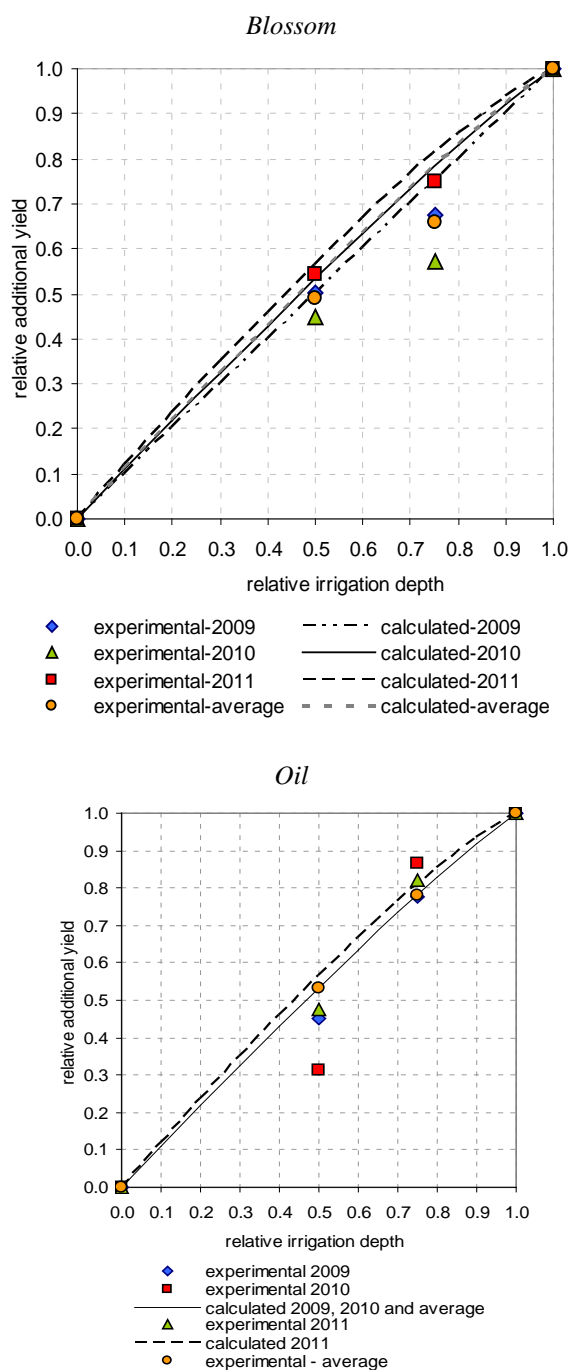 Blossom
1.0
0.9
0.8
0.7
0.6
0.5
0.4
0.3
0.2
0.1
0.0
relative additional yield
0.0 0.1 0.2 0.3 0.4 0.5 0.6 0.7 0.8 0.9 1.0
relative irrigation depth
experimental-2009 calculated-2009
experimental-2010 calculated-2010
experimental-2011 calculated-2011
experimental-average calculated-average
Oil
1.0
0.9
0.8
0.7
0.6
0.5
0.4
0.3
0.2
0.1
0.0
relative additional yield
0.0 0.1 0.2 0.3 0.4 0.5 0.6 0.7 0.8 0.9 1.0
relative irrigation depth
experimental 2009
experimental 2010
calculated 2009, 2010 and average
experimental 2011
calculated 2011
experimental - average